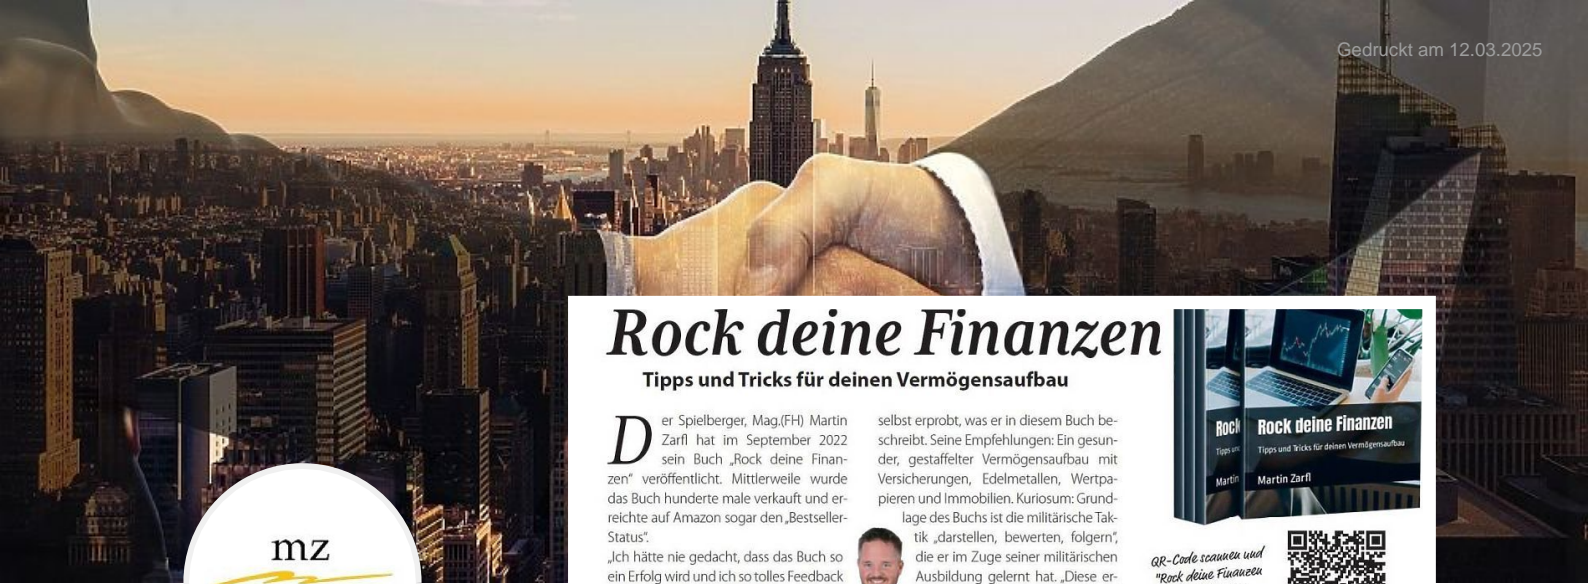 Gedruckt am 12.03.2025
Rock deine Finanzen
Tipps und Tricks für deinen Vermögensaufbau
Der Spielberger, Mag.(FH) Martin
Zarfl hat im September 2022
sein Buch „Rock deine Finan-
zen" veröffentlicht. Mittlerweile wurde
das Buch hunderte male verkauft und er-
reichte auf Amazon sogar den „Bestseller-
Status".
„Ich hätte nie gedacht, dass das Buch so
ein Erfolg wird und ich so tolles Feedback
selbst erprobt, was er in diesem Buch be-
schreibt. Seine Empfehlungen: Ein gesun-
der, gestaffelter Vermögensaufbau mit
Versicherungen, Edelmetallen, Wertpa-
pieren und Immobilien. Kuriosum: Grund-
lage des Buchs ist die militärische Tak-
tik „darstellen, bewerten, folgern",
die er im Zuge seiner militärischen
Ausbildung gelernt hat. „Diese er-
Rock
Tipps un
Martin
Rock deine Finanzen
Tipps und Tricks für deinen Vermögensaufbau
Martin Zarfl
QR-Code scannen und
"Rock deine Finanzen
mz